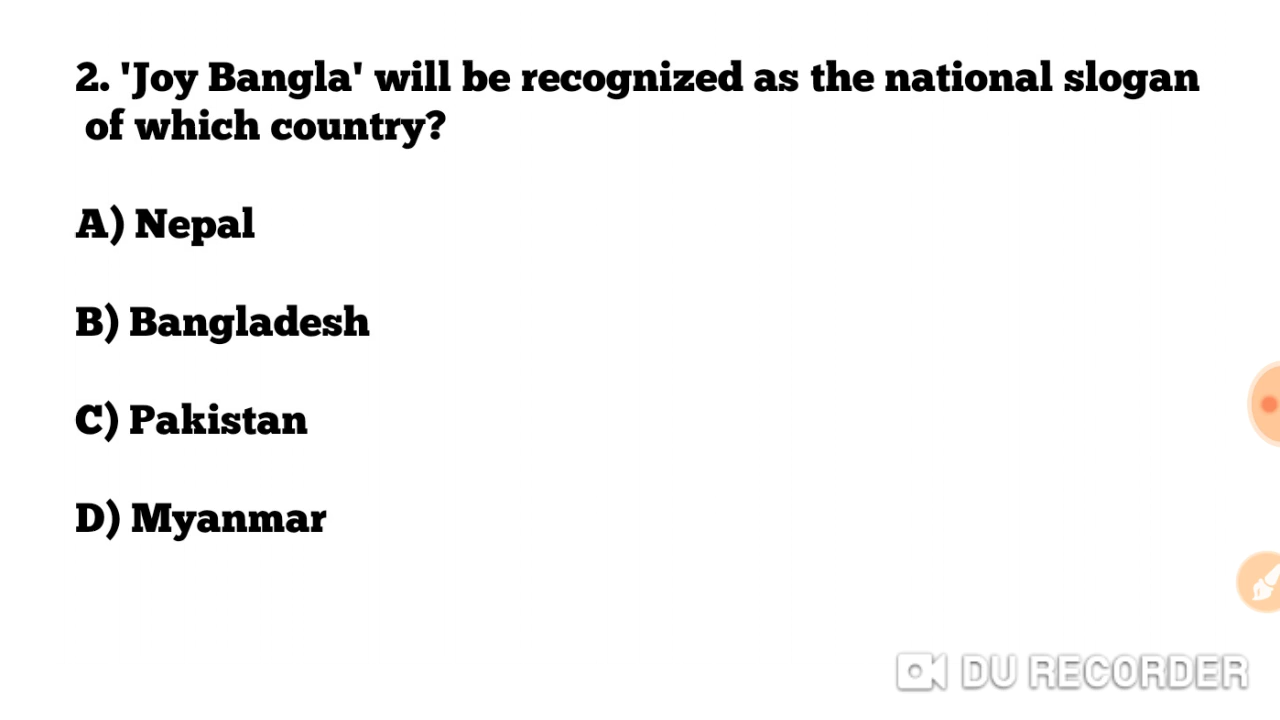 2. 'Joy Bangla' will be recognized as the national slogan
of which country?
A) Nepal
B) Bangladesh
C) Pakistan
D) Myanmar
DU RECORDER